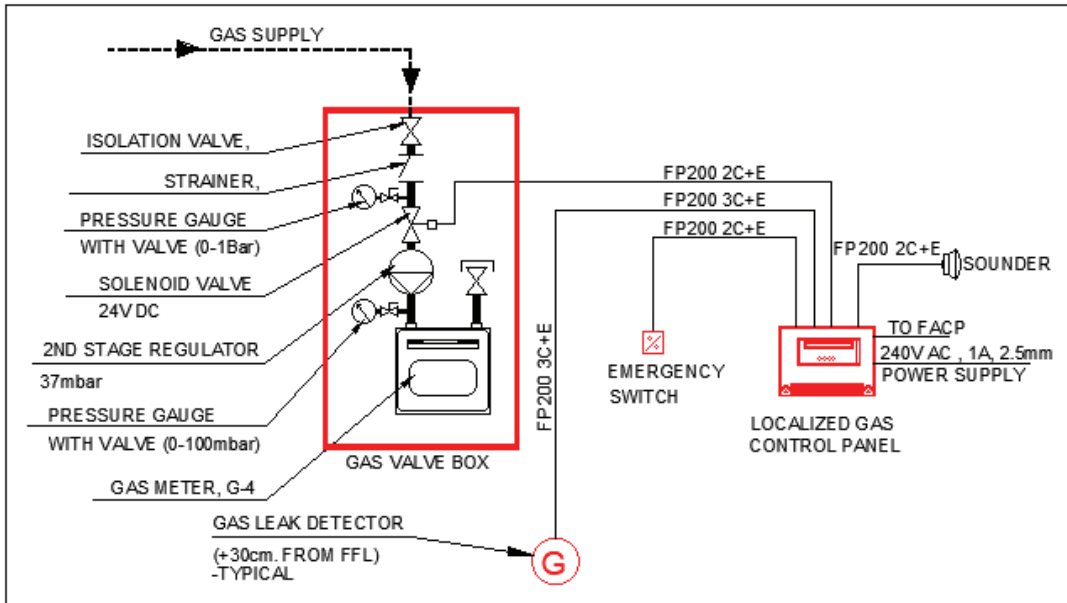 GAS SUPPLY
ISOLATION VALVE,
STRAINER,
PRESSURE GAUGE
WITH VALVE (0-1Bar)
SOLENOID VALVE
24V DC
2ND STAGE REGULATOR
37mbar
PRESSURE GAUGE
WITH VALVE (0-100mbar)
GAS METER, G-4
GAS VALVE BOX
GAS LEAK DETECTOR
(+30cm. FROM FFL)
-TYPICAL
G
FP200 3C+E
FP200 2C+E
FP200 3C+E
FP200 2C+E
FP200 2C+E
SOUNDER
EMERGENCY
SWITCH
TO FACP
240V AC , 1A, 2.5mm
POWER SUPPLY
LOCALIZED GAS
CONTROL PANEL